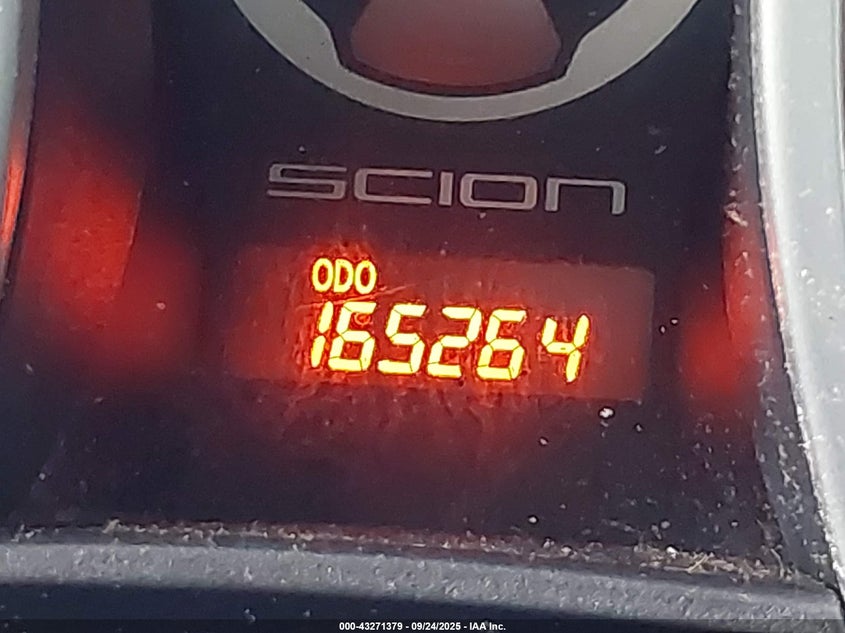 SCION
ODO
165264
000-43271379 - 09/24/2025 - IAA Inc.